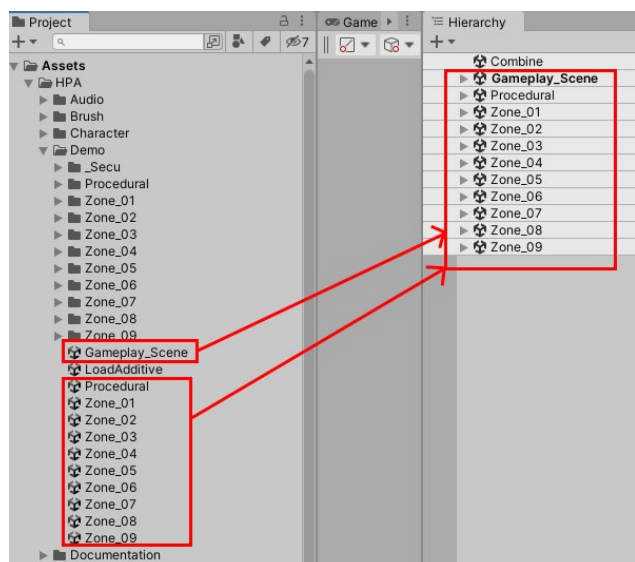 Project
Game
Hierarchy
7
Assets
HPA
Audio
Brush
Character
Demo
_Secu
Procedural
Zone_01
Zone_02
Zone_03
Zone_04
Zone_05
Zone_06
Zone_07
Zone_08
Zone_09
Gameplay_Scene
LoadAdditive
Procedural
Zone_01
Zone_02
Zone_03
Zone_04
Zone_05
Zone_06
Zone_07
Zone_08
Zone_09
Documentation
Combine
Gameplay_Scene
Procedural
Zone_01
Zone_02
Zone_03
Zone_04
Zone_05
Zone_06
Zone_07
Zone_08
Zone_09